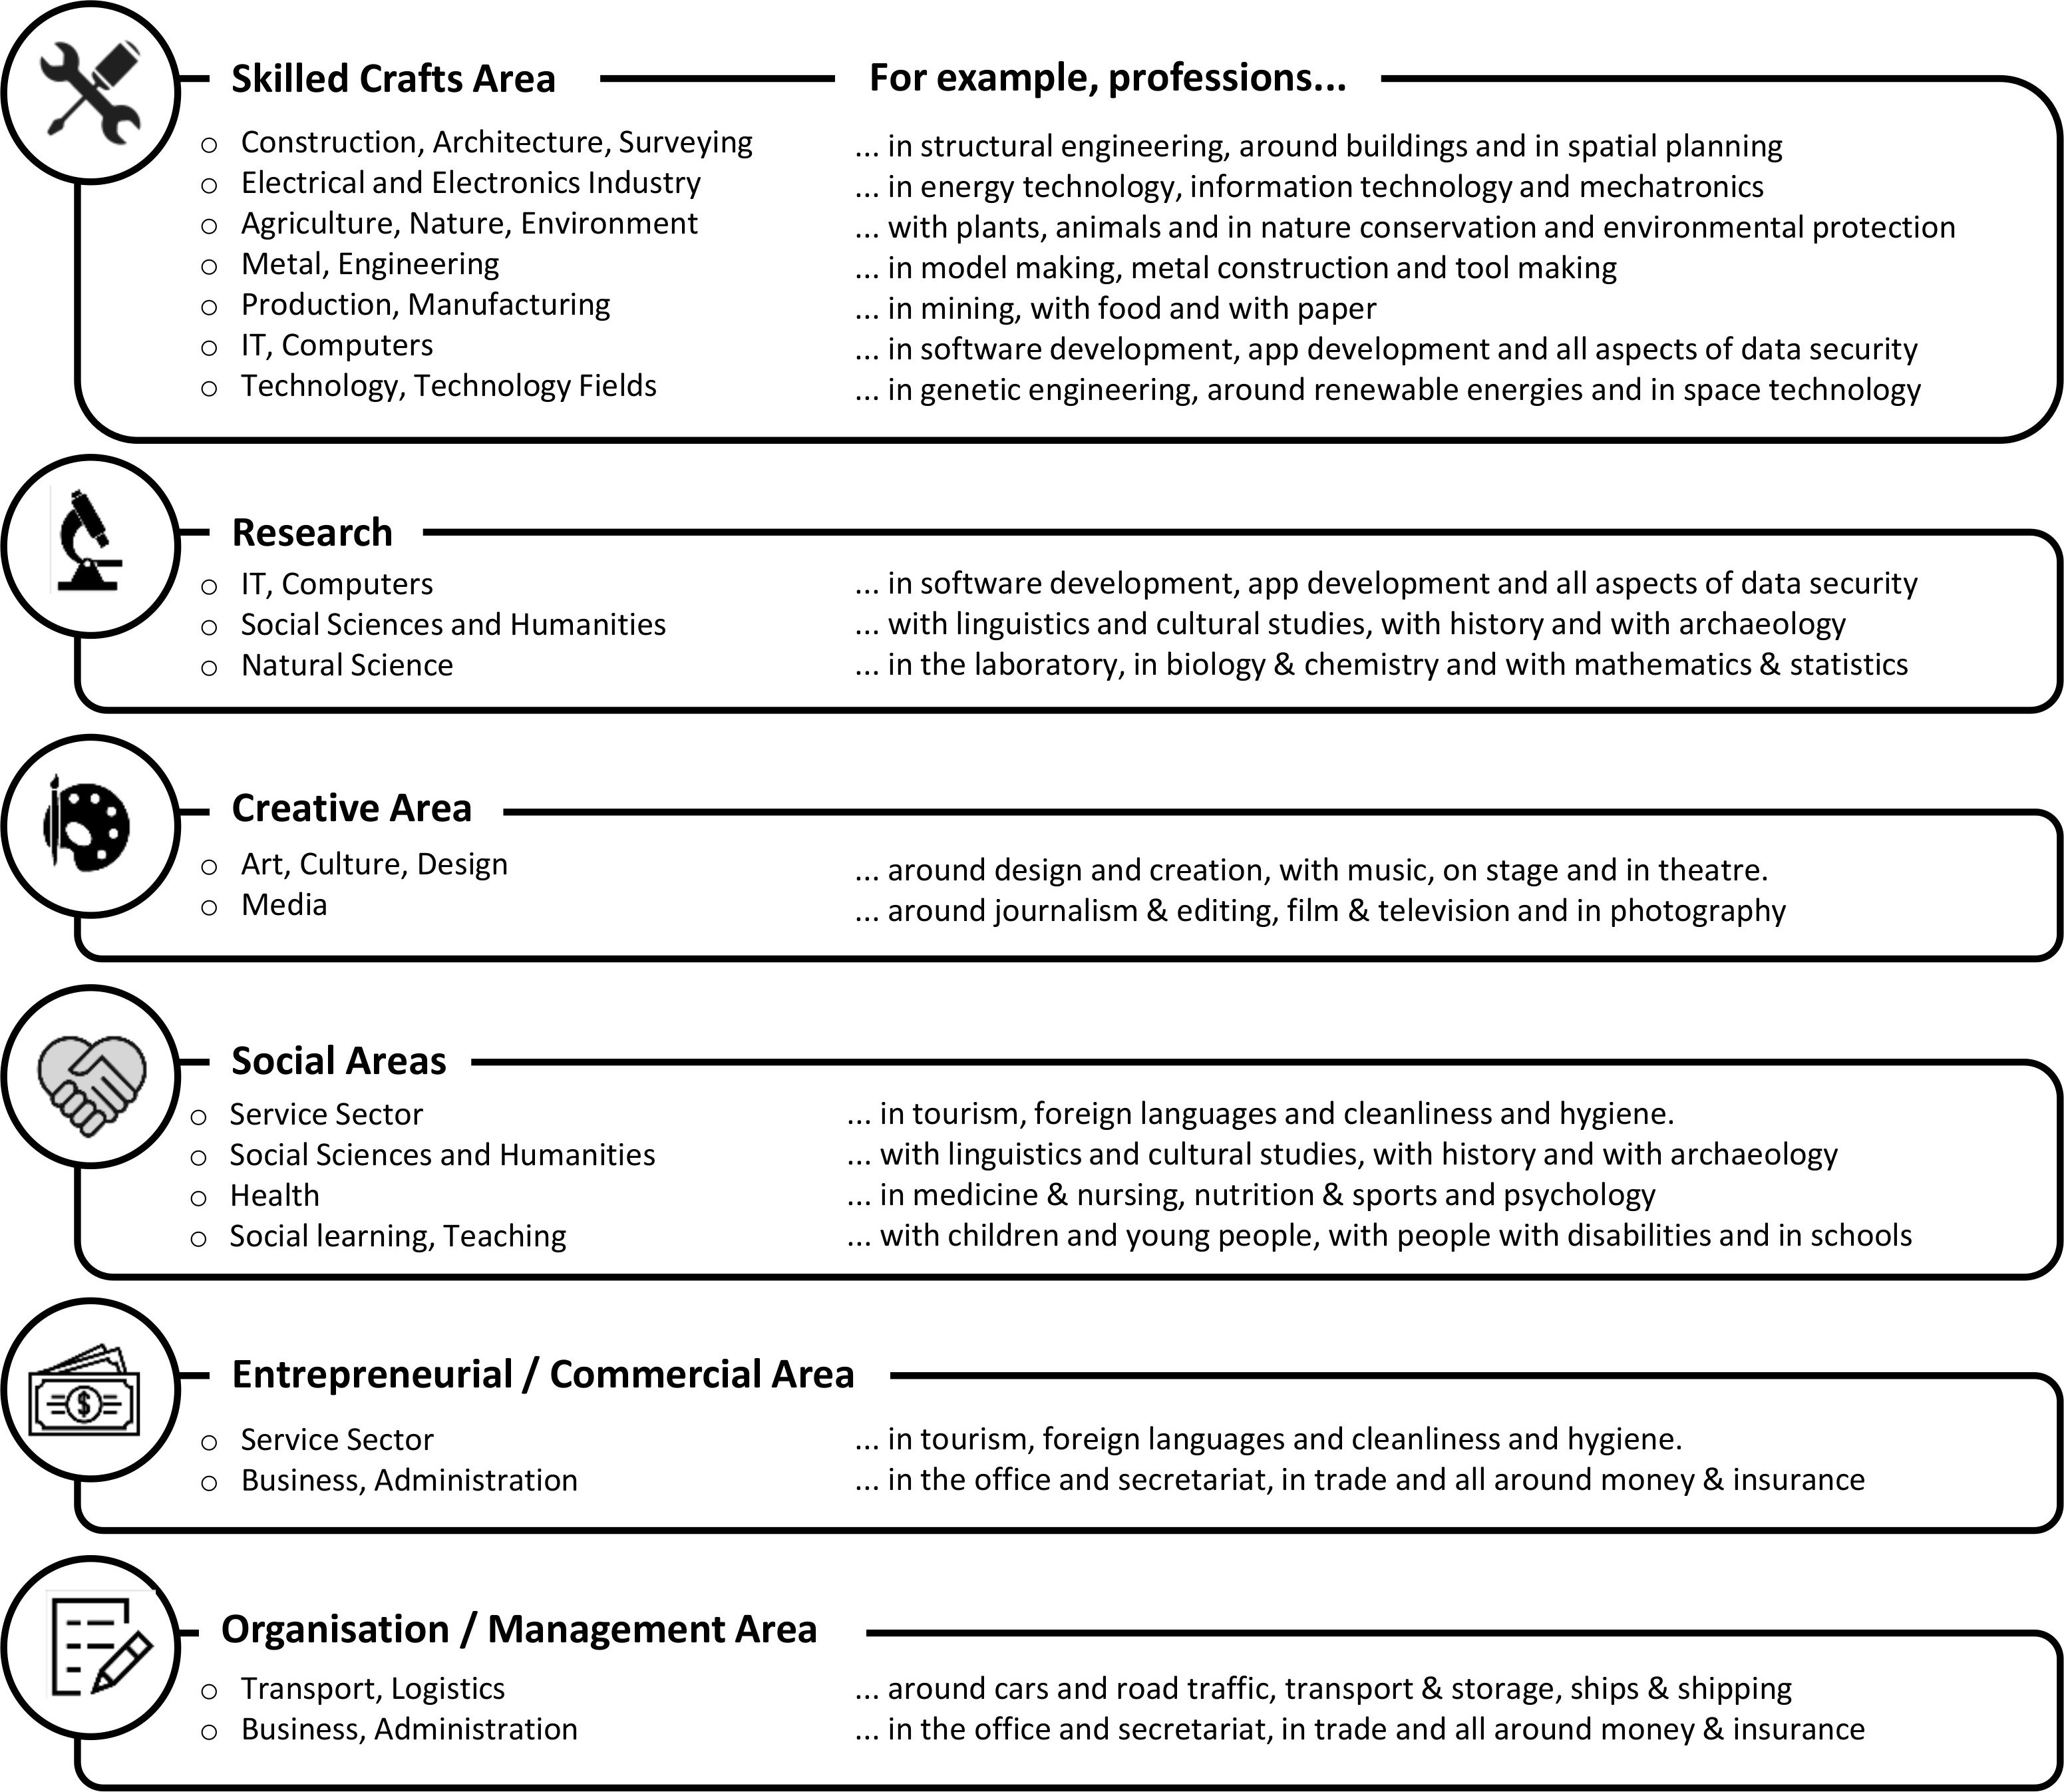 Skilled Crafts Area For example, professions...
o Construction, Architecture, Surveying ... in structural engineering, around buildings and in spatial planning
o Electrical and Electronics Industry ... in energy technology, information technology and mechatronics
o Agriculture, Nature, Environment ... with plants, animals and in nature conservation and environmental protection
o Metal, Engineering ... in model making, metal construction and tool making
o Production, Manufacturing ... in mining, with food and with paper
o IT, Computers ... in software development, app development and all aspects of data security
o Technology, Technology Fields ... in genetic engineering, around renewable energies and in space technology
Research
o IT, Computers ... in software development, app development and all aspects of data security
o Social Sciences and Humanities ... with linguistics and cultural studies, with history and with archaeology
o Natural Science ... in the laboratory, in biology & chemistry and with mathematics & statistics
Creative Area
o Art, Culture, Design ... around design and creation, with music, on stage and in theatre.
o Media ... around journalism & editing, film & television and in photography
Social Areas
o Service Sector ... in tourism, foreign languages and cleanliness and hygiene.
o Social Sciences and Humanities ... with linguistics and cultural studies, with history and with archaeology
o Health ... in medicine & nursing, nutrition & sports and psychology
o Social learning, Teaching ... with children and young people, with people with disabilities and in schools
$
Entrepreneurial / Commercial Area
o Service Sector ... in tourism, foreign languages and cleanliness and hygiene.
o Business, Administration ... in the office and secretariat, in trade and all around money & insurance
Organisation / Management Area
o Transport, Logistics ... around cars and road traffic, transport & storage, ships & shipping
o Business, Administration ... in the office and secretariat, in trade and all around money & insurance